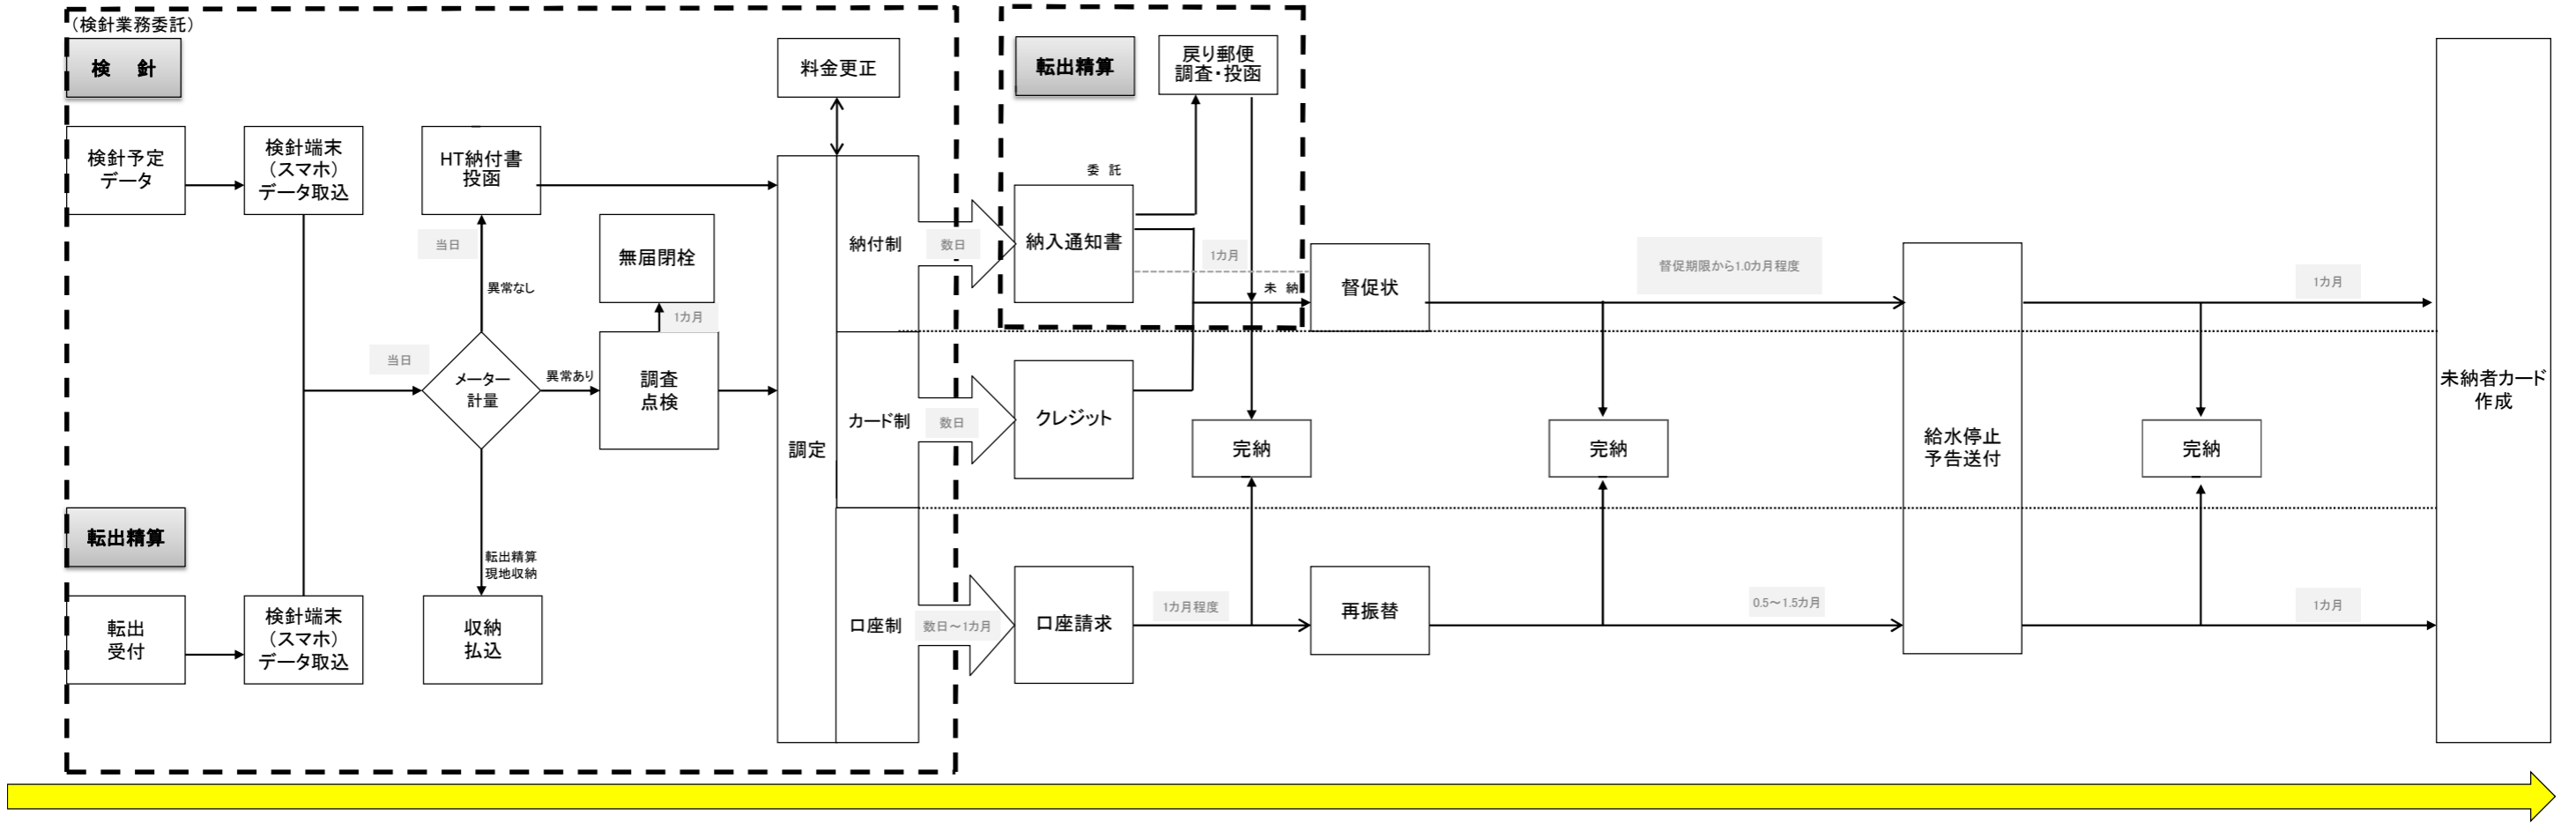 （検針業務委託）
検　針
検針予定
データ
検針端末
（スマホ）
データ取込
HT納付書
投函
当日
異常なし
無届閉栓
1カ月
当日
メーター
計量
異常あり
調査
点検
転出精算
転出精算
現地収納
転出
受付
検針端末
（スマホ）
データ取込
収納
払込
料金更正
調定
納付制
カード制
口座制
数日
数日
数日～1カ月
転出精算
戻り郵便
調査・投函
委　託
納入通知書
1カ月
未　納
クレジット
完納
口座請求
1カ月程度
督促状
再振替
督促期限から1.0カ月程度
完納
0.5～1.5カ月
給水停止
予告送付
1カ月
完納
1カ月
未納者カード
作成